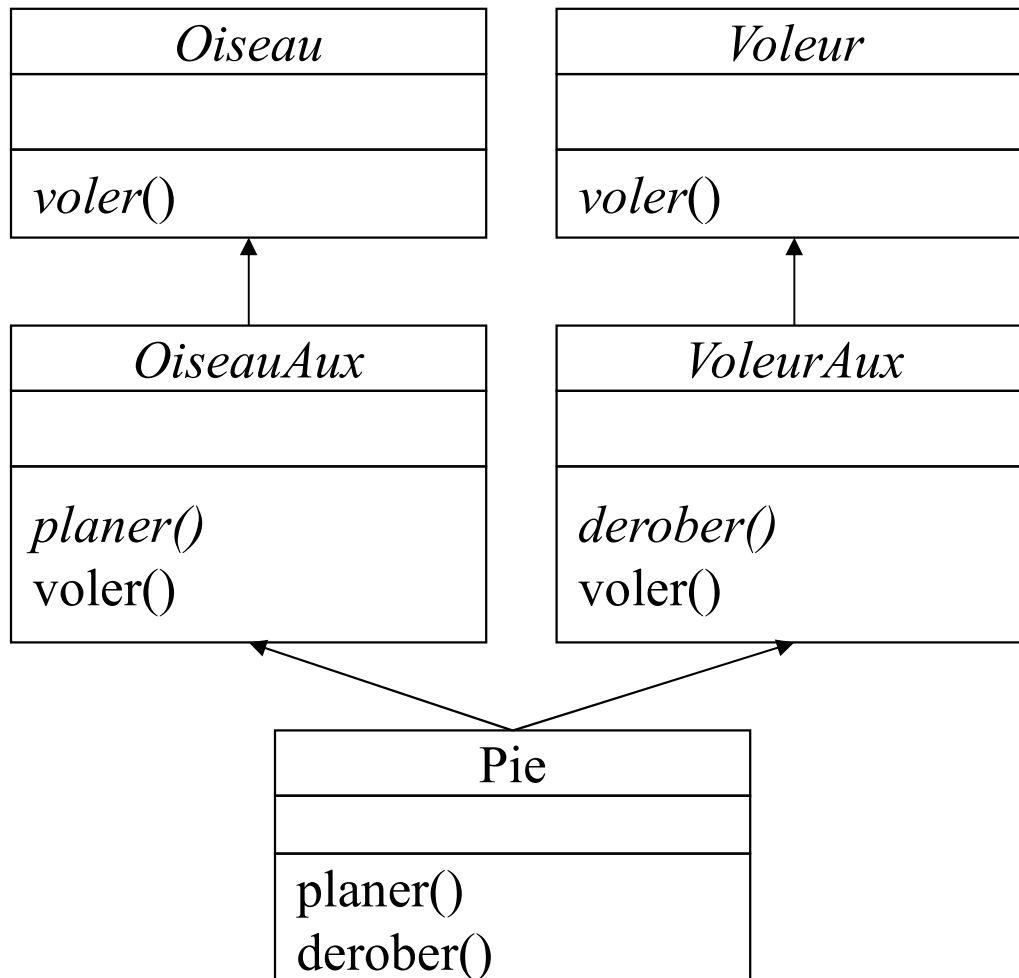 Oiseau
voler()
Voleur
voler()
OiseauAux
planer()
voler()
VoleurAux
derober()
voler()
Pie
planer()
derober()